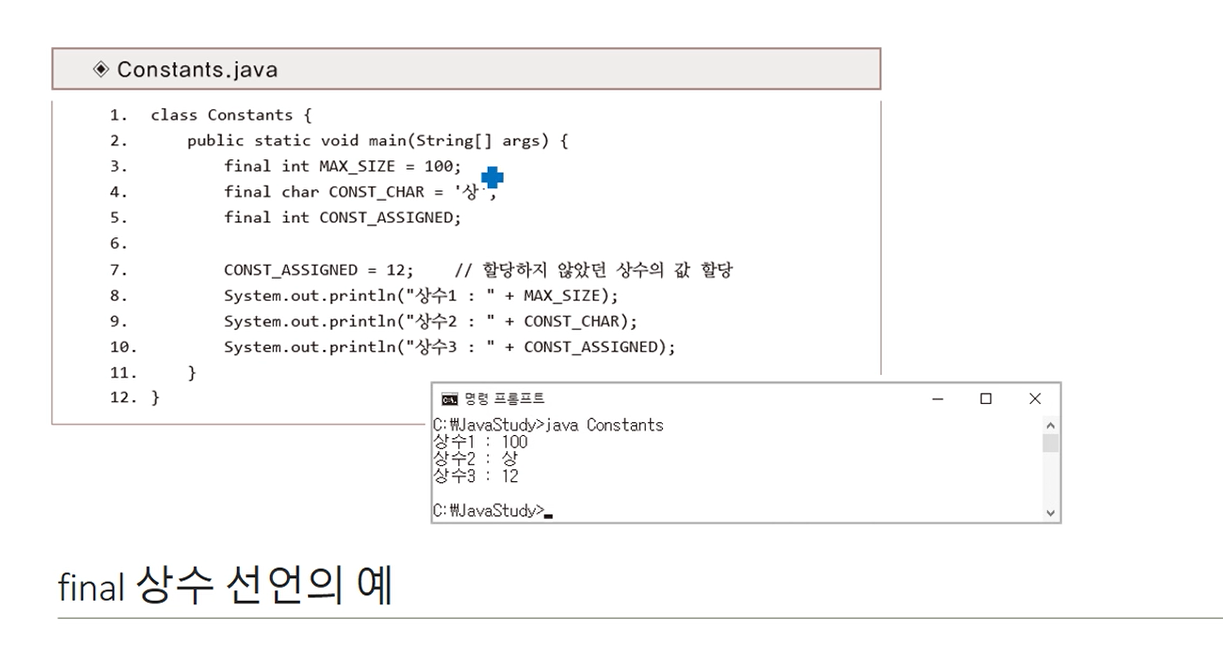 ◈ Constants.java
1. class Constants {
2. public static void main(String[] args) {
3. final int MAX_SIZE = 100;
4. final char CONST_CHAR = '상';
5. final int CONST_ASSIGNED;
6.
7. CONST_ASSIGNED = 12; // 할당하지 않았던 상수의 값 할당
8. System.out.println("상수1 : " + MAX_SIZE);
9. System.out.println("상수2 : " + CONST_CHAR);
10. System.out.println("상수3 : " + CONST_ASSIGNED);
11. }
12. }
명령 프롬프트
C:₩JavaStudy>java Constants
상수1 : 100
상수2 : 상
상수3 : 12
C:₩JavaStudy>
final 상수 선언의 예